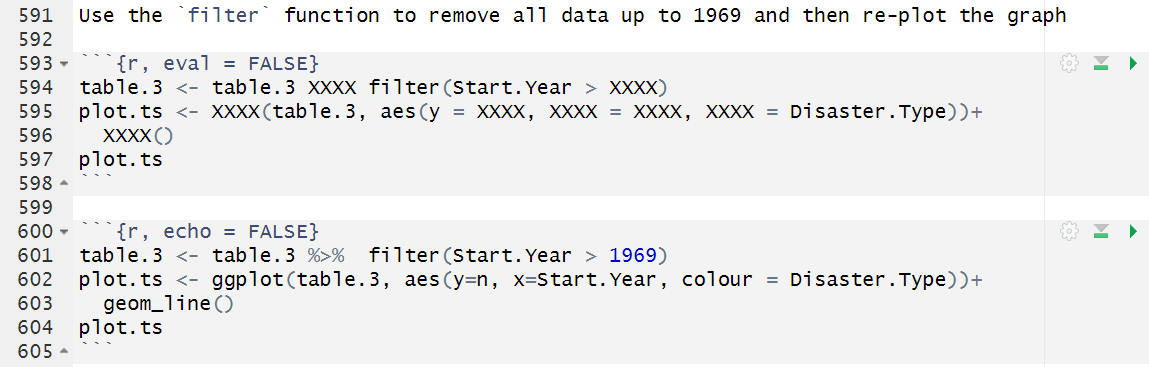 591 Use the `filter` function to remove all data up to 1969 and then re-plot the graph
592
593 ```{r, eval = FALSE}
594 table.3 <- table.3 XXXX filter(Start.Year > XXXX)
595 plot.ts <- XXXX(table.3, aes(y = XXXX, XXXX = XXXX, XXXX = Disaster.Type))+
596   XXXX()
597 plot.ts
598 ```
599
600 ```{r, echo = FALSE}
601 table.3 <- table.3 %>%  filter(Start.Year > 1969)
602 plot.ts <- ggplot(table.3, aes(y=n, x=Start.Year, colour = Disaster.Type))+
603   geom_line()
604 plot.ts
605 ```